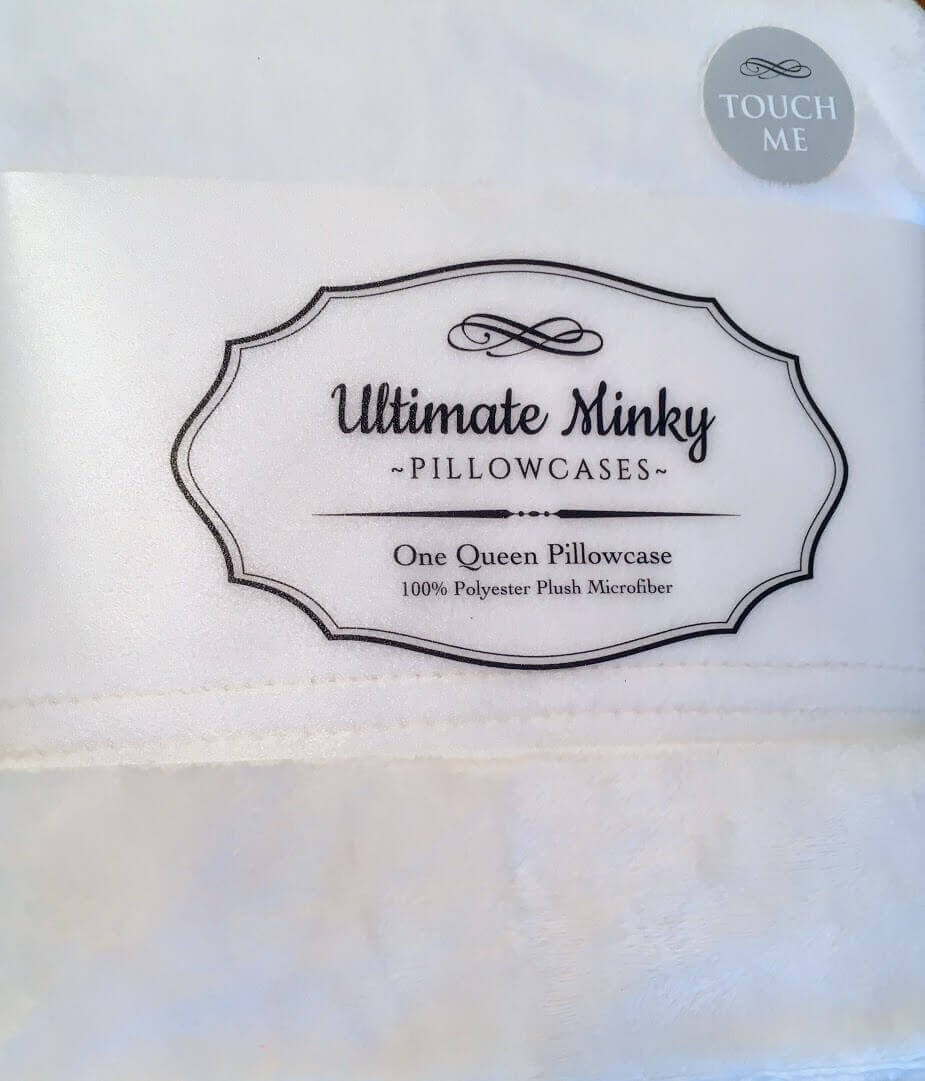 TOUCH
ME
Ultimate Minky
~PILLOWCASES~
One Queen Pillowcase
100% Polyester Plush Microfiber